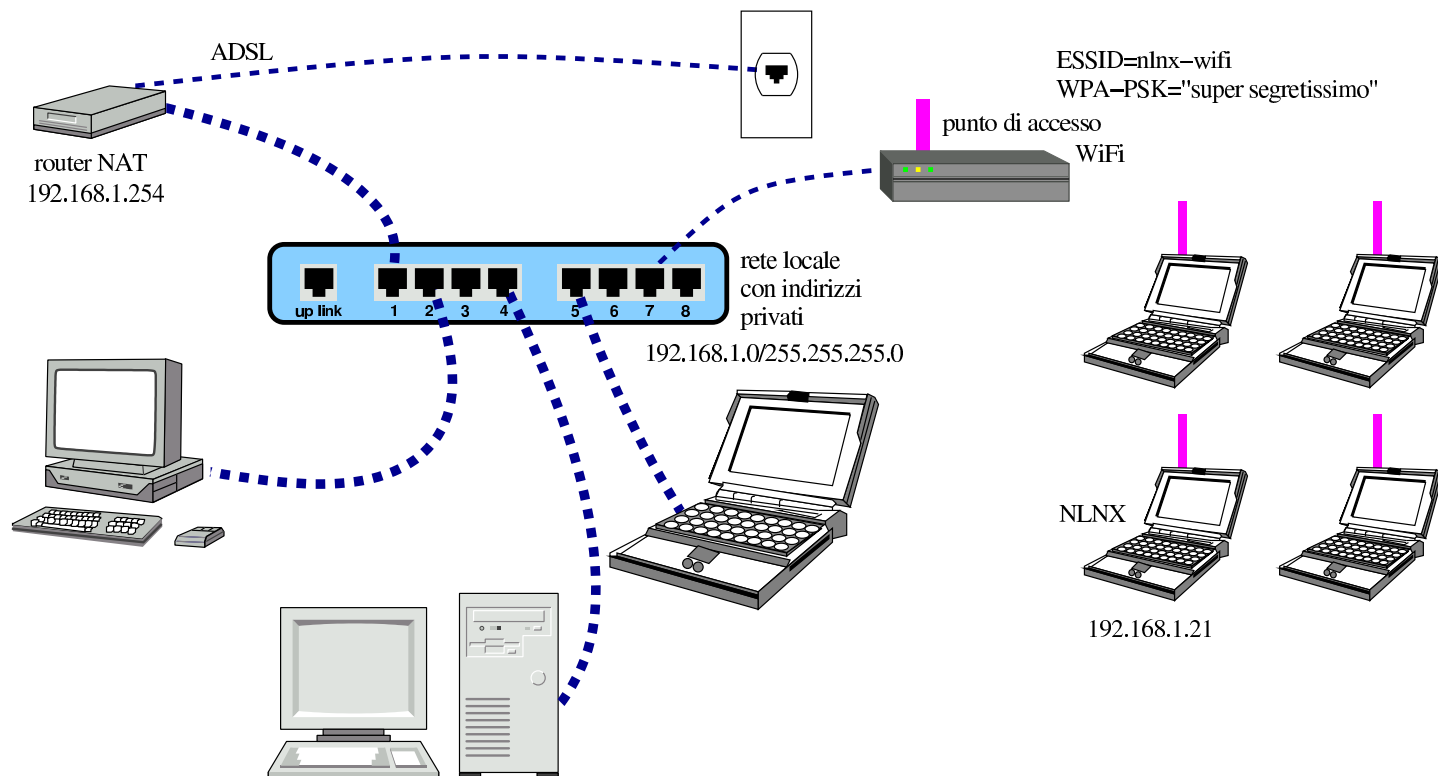 ADSL
ESSID=nlnx−wifi
WPA−PSK="super segretissimo"
punto di accesso
WiFi
router NAT
192.168.1.254
rete locale
con indirizzi
privati
192.168.1.0/255.255.255.0
up link
1
2
3
4
5
6
7
8
NLNX
192.168.1.21